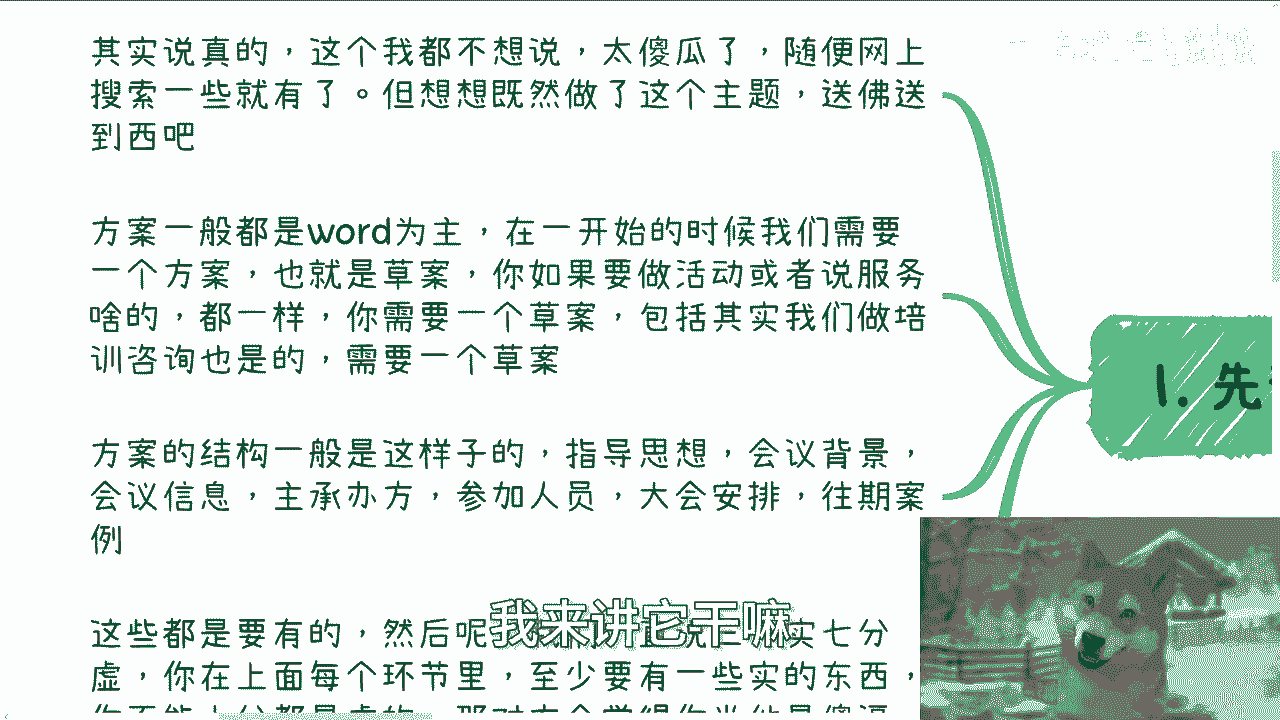 其实说真的，这个我都不想说，太傻瓜了，随便网上
搜索一些就有了。但想想既然做了这个主题，送佛送
到西吧
方案一般都是word为主，在一开始的时候我们需要
一个方案，也就是草案，你如果要做活动或者说服务
啥的，都一样，你需要一个草案，包括其实我们做培
训咨询也是的，需要一个草案
方案的结构一般是这样子的，指导思想，会议背景，
会议信息，主承办方，参加人员，大会安排，往期案
例
这些都是要有的，然后呢
实七分
虚，你在上面每个环节里，至少要有一些实的东西，
1. 先
我来讲它干嘛